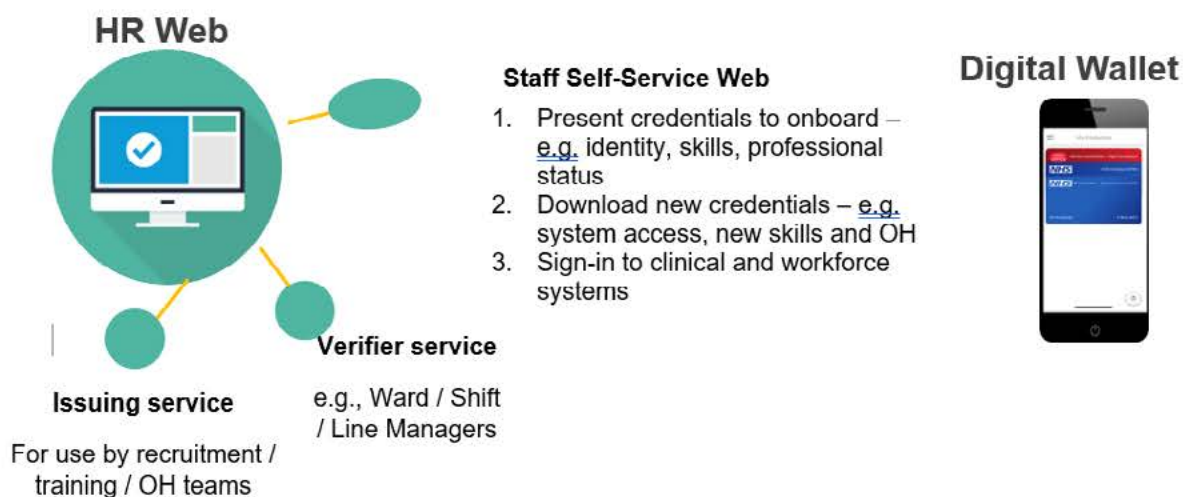 HR Web
Staff Self-Service Web
1. Present credentials to onboard –
e.g. identity, skills, professional
status
2. Download new credentials – e.g.
system access, new skills and OH
3. Sign-in to clinical and workforce
systems
Digital Wallet
NHS
Verifier service
e.g., Ward / Shift
/ Line Managers
Issuing service
For use by recruitment /
training / OH teams